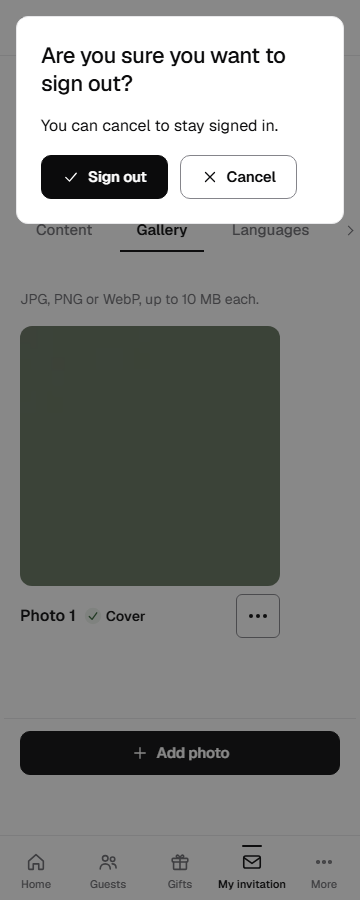 Are you sure you want to
sign out?
You can cancel to stay signed in.
Sign out
Cancel
Content
Gallery
Languages
JPG, PNG or WebP, up to 10 MB each.
Photo 1
Cover
Add photo
Home
Guests
Gifts
My invitation
More